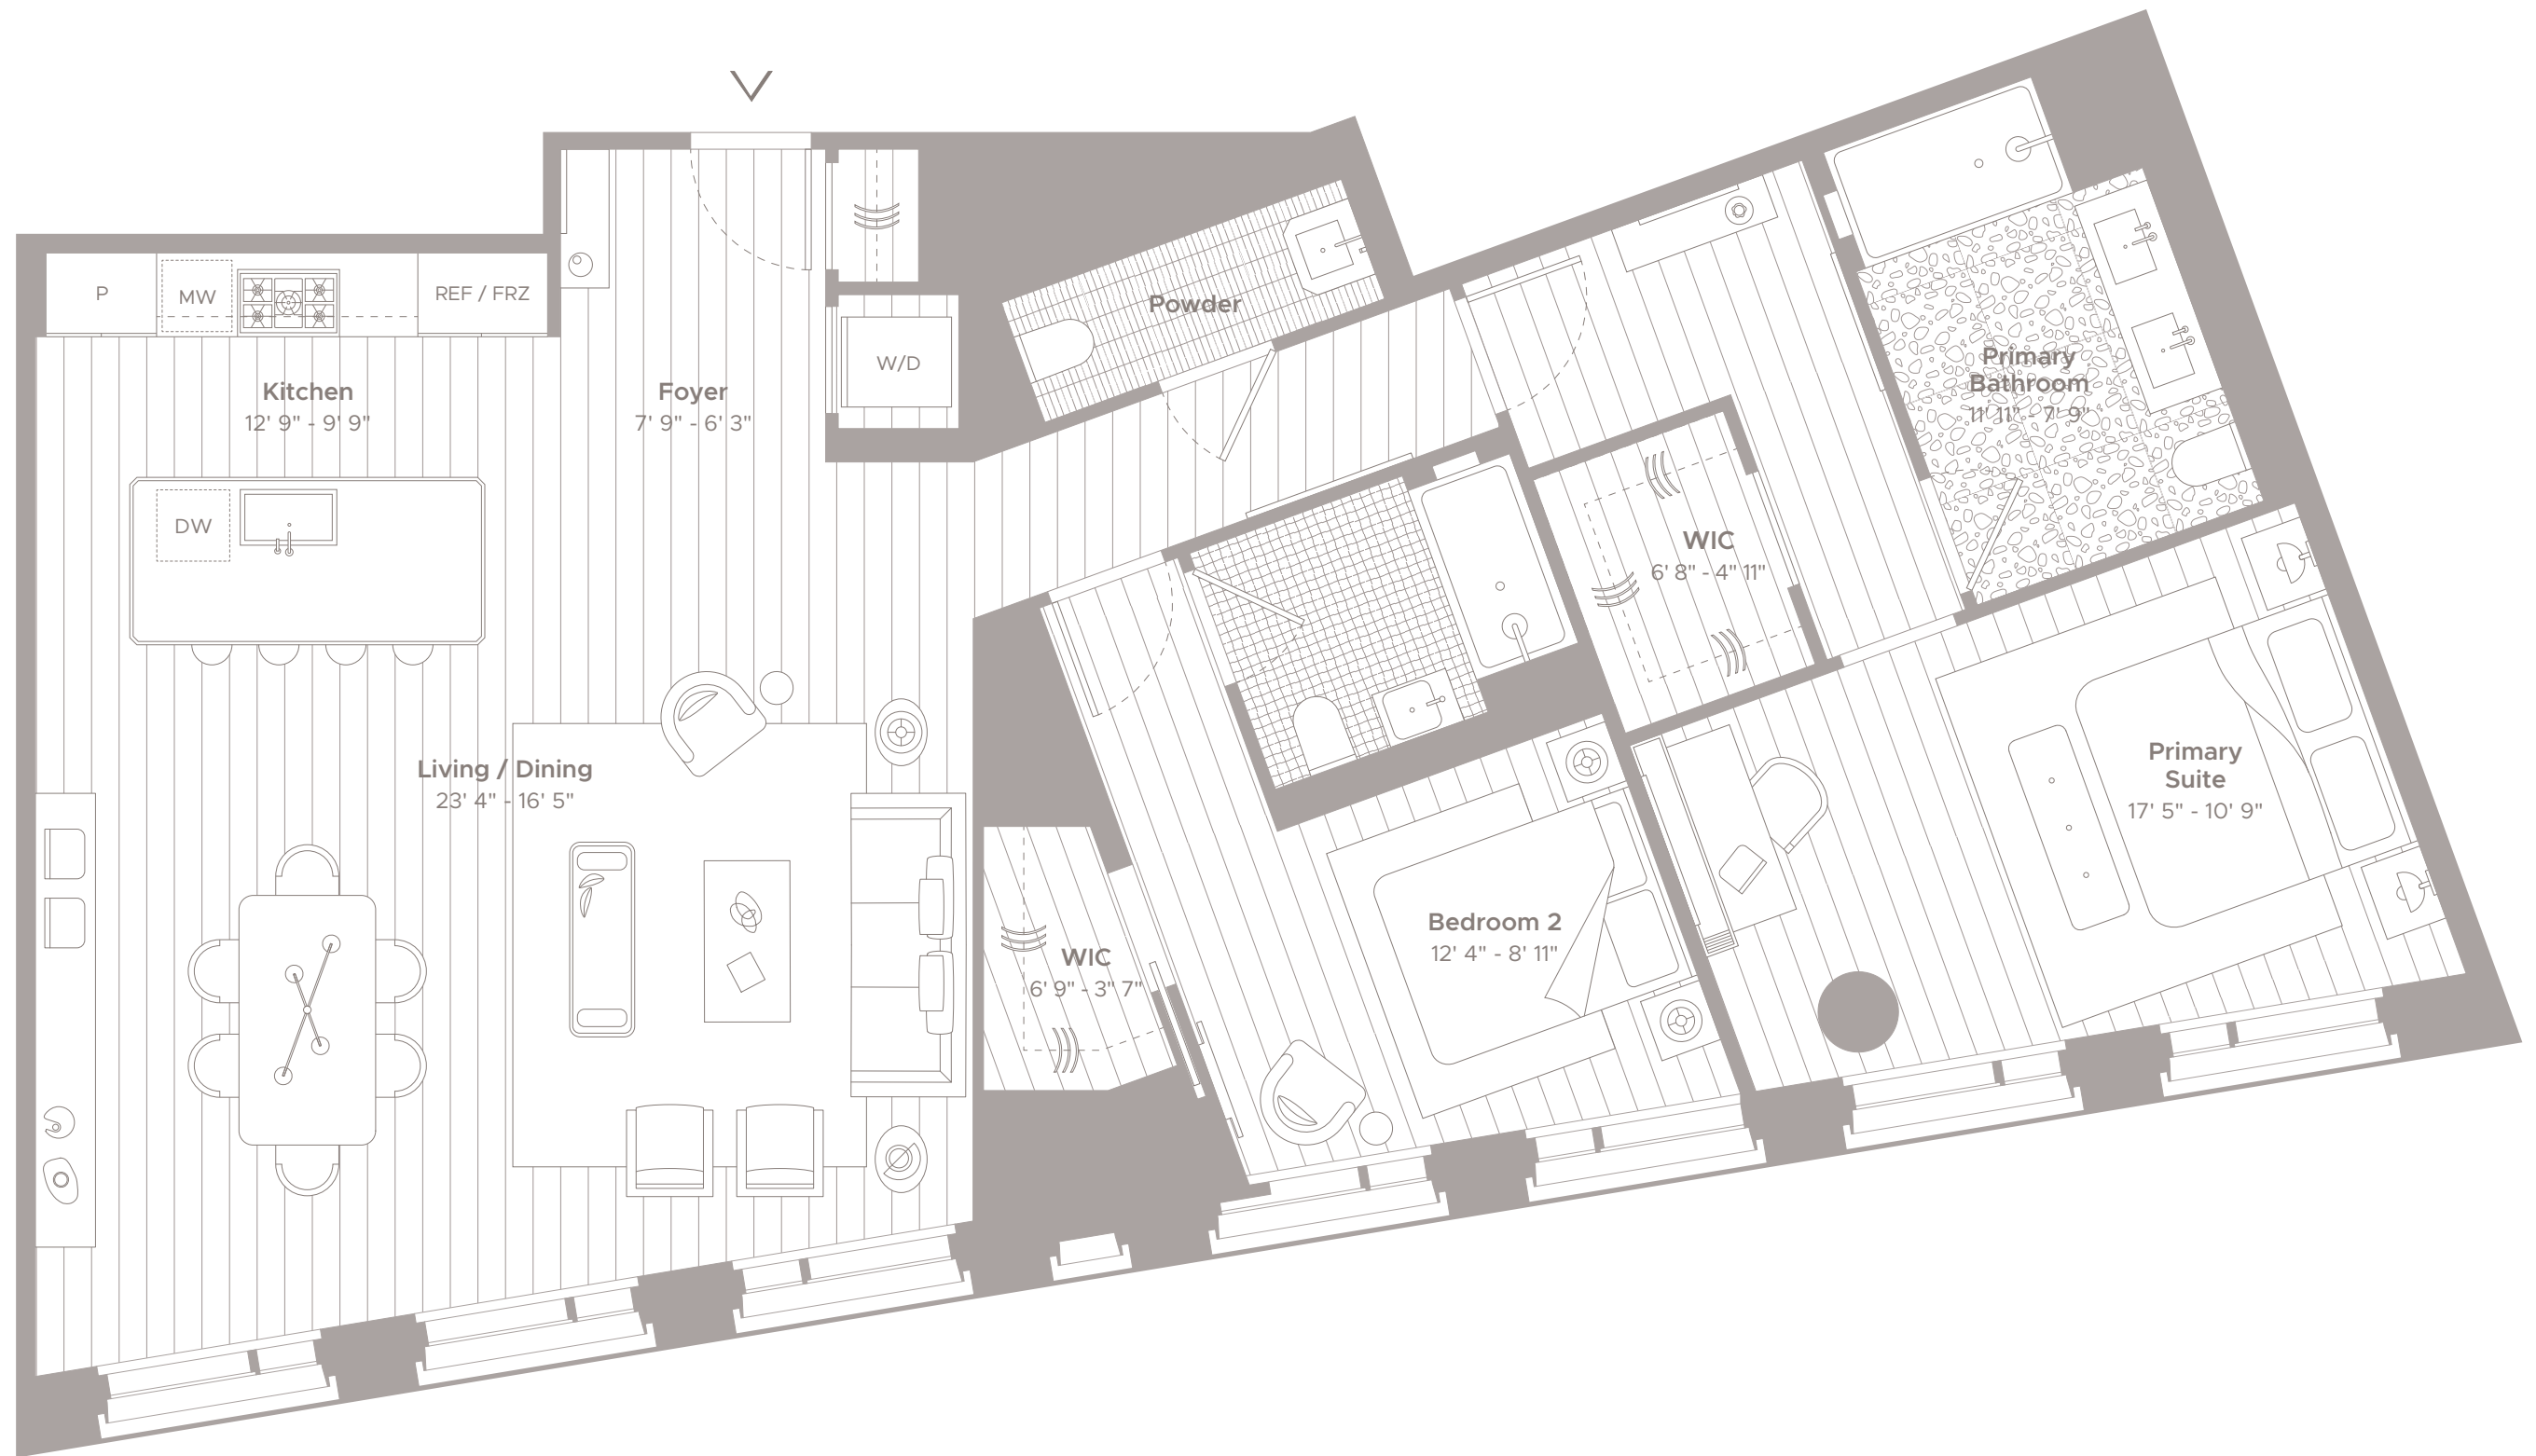 P
MW
REF / FRZ
Kitchen
12' 9" - 9' 9"
DW
Foyer
7' 9" - 6' 3"
W/D
Powder
Primary
Bathroom
11' 11" - 7' 9"
WIC
6' 8" - 4" 11"
Living / Dining
23' 4" - 16' 5"
Primary
Suite
17' 5" - 10' 9"
Bedroom 2
12' 4" - 8' 11"
WIC
6' 9" - 3" 7"